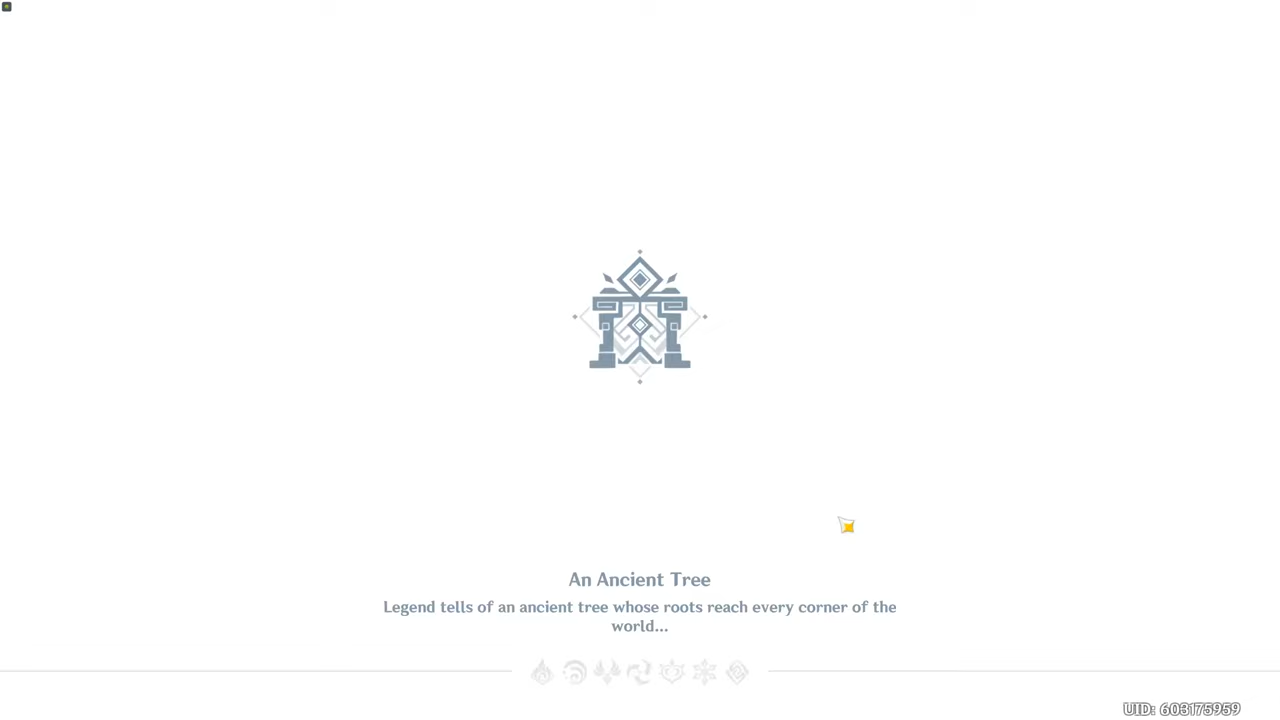 An Ancient Tree
Legend tells of an ancient tree whose roots reach every corner of the
world...
UID: 603175959